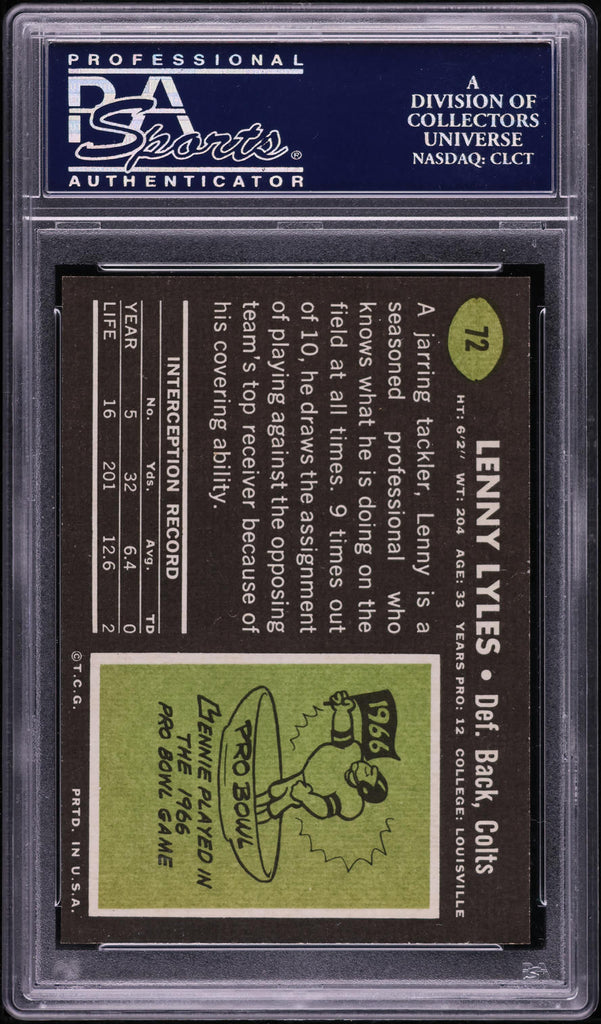 PROFESSIONAL
PSA
Sports®
AUTHENTICATOR
A
DIVISION OF
COLLECTORS
UNIVERSE
NASDAQ: CLCT
72
LENNY LYLES • Def. Back, Colts
HT: 6'2" WT: 204 AGE: 33 YEARS PRO: 12 COLLEGE: LOUISVILLE
A jarring tackler, Lenny is a
seasoned professional who
knows what he is doing on the
field at all times. 9 times out
of 10, he draws the assignment
of playing against the opposing
team's top receiver because of
his covering ability.
INTERCEPTION RECORD
No. Yds. Avg. TD
YEAR 5 32 6.4 0
LIFE 16 201 12.6 2
1966
PRO BOWL
LENNIE PLAYED IN
THE 1966
PRO BOWL GAME
©T.C.G. PRTD. IN U.S.A.
PSA